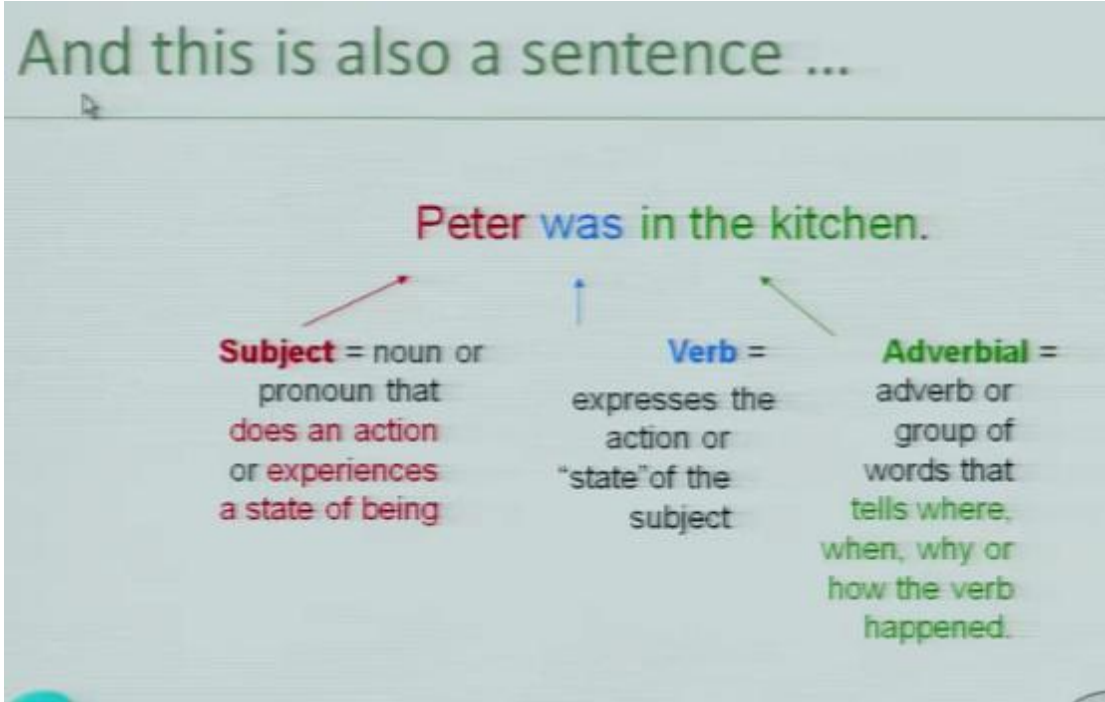 And this is also a sentence ...
Peter was in the kitchen.
Subject = noun or
pronoun that
does an action
or experiences
a state of being
Verb =
expresses the
action or
“state”of the
subject
Adverbial =
adverb or
group of
words that
tells where,
when, why or
how the verb
happened.